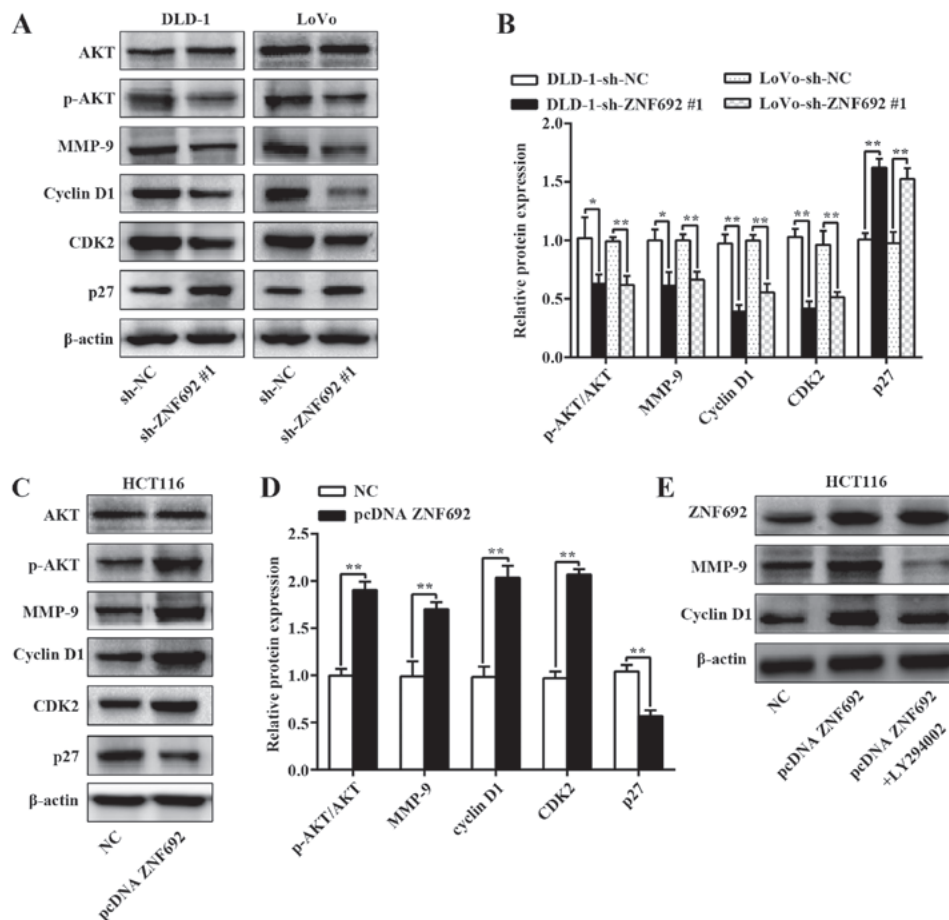 A
DLD-1 LoVo
AKT
p-AKT
MMP-9
Cyclin D1
CDK2
p27
β-actin
sh-NC
sh-ZNF692 #1
sh-NC
sh-ZNF692 #1
B
DLD-1-sh-NC LoVo-sh-NC
DLD-1-sh-ZNF692 #1 LoVo-sh-ZNF692 #1
Relative protein expression
2.0
1.5
1.0
0.5
0.0
* ** * ** ** ** ** ** ** **
p-AKT/AKT
MMP-9
Cyclin D1
CDK2
p27
C
HCT116
AKT
p-AKT
MMP-9
Cyclin D1
CDK2
p27
β-actin
NC
pcDNA ZNF692
D
NC
pcDNA ZNF692
Relative protein expression
2.5
2.0
1.5
1.0
0.5
0.0
** ** ** ** **
p-AKT/AKT
MMP-9
cyclin D1
CDK2
p27
E
HCT116
ZNF692
MMP-9
Cyclin D1
β-actin
NC
pcDNA ZNF692
pcDNA ZNF692
+LY294002